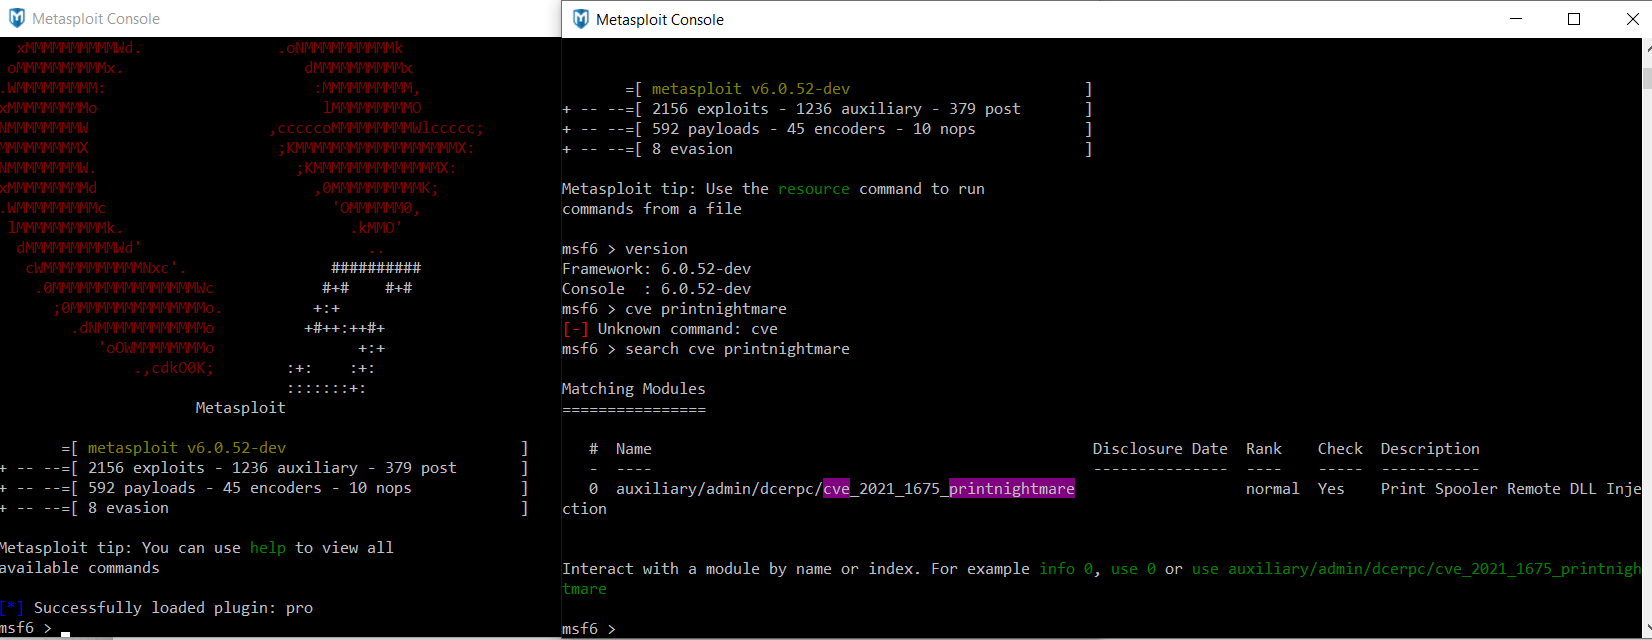 Metasploit Console
xMMMMMMMMMMWd.                .oNMMMMMMMMMMk
oMMMMMMMMMMx.                    dMMMMMMMMMMx
.WMMMMMMMMM:                       :MMMMMMMMMM,
xMMMMMMMMMo                         lMMMMMMMMMO
NMMMMMMMMW                    ,cccccoMMMMMMMMMWlccccc;
MMMMMMMMMX                     ;KMMMMMMMMMMMMMMMMMMX:
NMMMMMMMMW.                      ;KMMMMMMMMMMMMMMX:
xMMMMMMMMMd                        ,0MMMMMMMMMMK;
.WMMMMMMMMMc                         'OMMMMMM0,
lMMMMMMMMMMk.                         .kMMO'
dMMMMMMMMMMWd'                         ..
cWMMMMMMMMMMMNxc'.                ##########
.0MMMMMMMMMMMMMMMMWc            #+#    #+#
;0MMMMMMMMMMMMMMMo.          +:+
.dNMMMMMMMMMMMMo          +#++:++#+
'oOWMMMMMMMMo                +:+
.,cdkO0K;        :+:    :+:
:::::::+:
Metasploit
=[ metasploit v6.0.52-dev                          ]
+ -- --=[ 2156 exploits - 1236 auxiliary - 379 post       ]
+ -- --=[ 592 payloads - 45 encoders - 10 nops            ]
+ -- --=[ 8 evasion                                       ]
Metasploit tip: You can use help to view all
available commands
[*] Successfully loaded plugin: pro
msf6 >
Metasploit Console
=[ metasploit v6.0.52-dev                          ]
+ -- --=[ 2156 exploits - 1236 auxiliary - 379 post       ]
+ -- --=[ 592 payloads - 45 encoders - 10 nops            ]
+ -- --=[ 8 evasion                                       ]
Metasploit tip: Use the resource command to run
commands from a file
msf6 > version
Framework: 6.0.52-dev
Console  : 6.0.52-dev
msf6 > cve printnightmare
[-] Unknown command: cve
msf6 > search cve printnightmare
Matching Modules
================
#  Name                                                 Disclosure Date  Rank    Check  Description
-  ----                                                 ---------------  ----    -----  -----------
0  auxiliary/admin/dcerpc/cve_2021_1675_printnightmare                   normal  Yes    Print Spooler Remote DLL Inje
ction
Interact with a module by name or index. For example info 0, use 0 or use auxiliary/admin/dcerpc/cve_2021_1675_printnigh
tmare
msf6 >